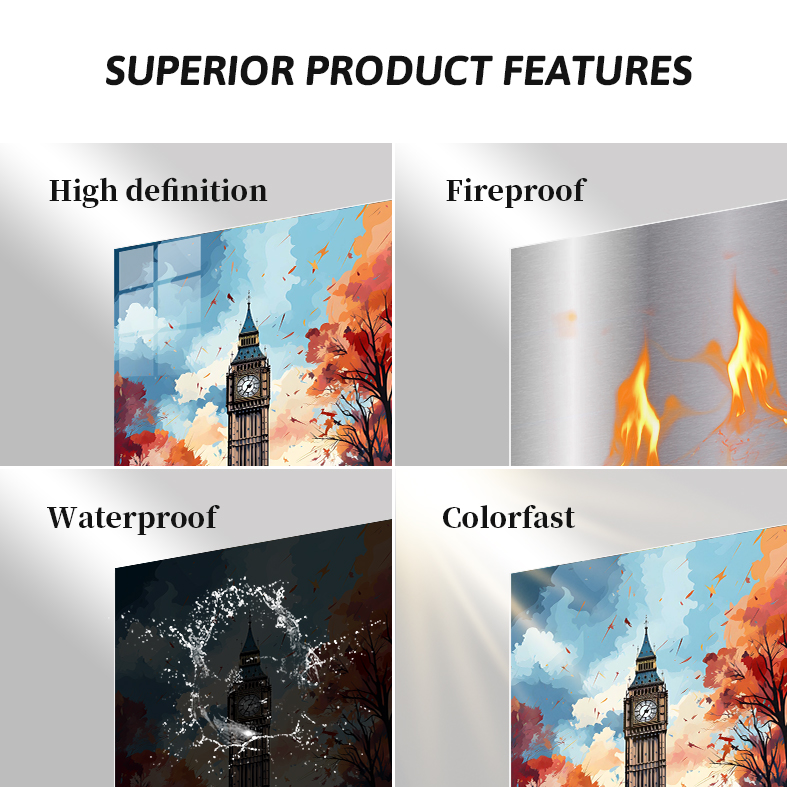 SUPERIOR PRODUCT FEATURES
High definition
Fireproof
Waterproof
Colorfast